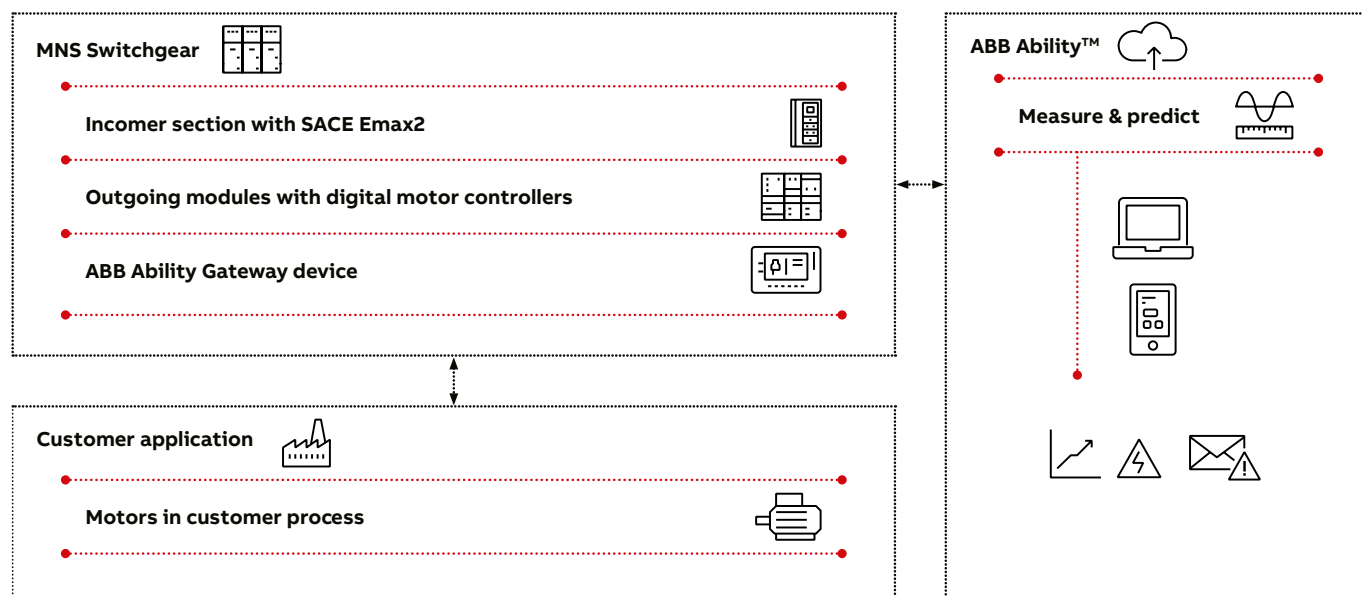 MNS Switchgear
Incomer section with SACE Emax2
Outgoing modules with digital motor controllers
ABB Ability Gateway device
Customer application
Motors in customer process
ABB Ability™
Measure & predict